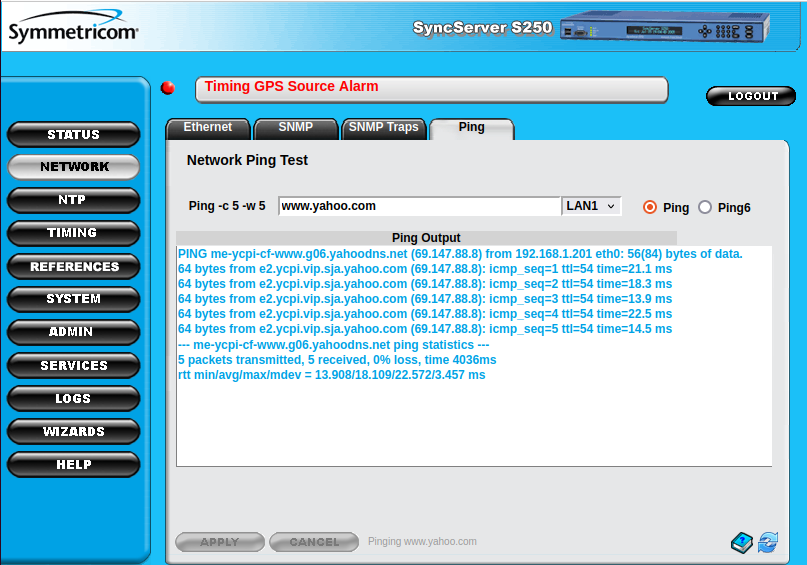 Symmetricom®
SyncServer S250
Timing GPS Source Alarm
LOGOUT
STATUS
NETWORK
NTP
TIMING
REFERENCES
SYSTEM
ADMIN
SERVICES
LOGS
WIZARDS
HELP
Ethernet SNMP SNMP Traps Ping
Network Ping Test
Ping -c 5 -w 5 www.yahoo.com LAN1 Ping Ping6
Ping Output
PING me-ycpi-cf-www.g06.yahoodns.net (69.147.88.8) from 192.168.1.201 eth0: 56(84) bytes of data.
64 bytes from e2.ycpi.vip.sja.yahoo.com (69.147.88.8): icmp_seq=1 ttl=54 time=21.1 ms
64 bytes from e2.ycpi.vip.sja.yahoo.com (69.147.88.8): icmp_seq=2 ttl=54 time=18.3 ms
64 bytes from e2.ycpi.vip.sja.yahoo.com (69.147.88.8): icmp_seq=3 ttl=54 time=13.9 ms
64 bytes from e2.ycpi.vip.sja.yahoo.com (69.147.88.8): icmp_seq=4 ttl=54 time=22.5 ms
64 bytes from e2.ycpi.vip.sja.yahoo.com (69.147.88.8): icmp_seq=5 ttl=54 time=14.5 ms
--- me-ycpi-cf-www.g06.yahoodns.net ping statistics ---
5 packets transmitted, 5 received, 0% loss, time 4036ms
rtt min/avg/max/mdev = 13.908/18.109/22.572/3.457 ms
APPLY CANCEL Pinging www.yahoo.com